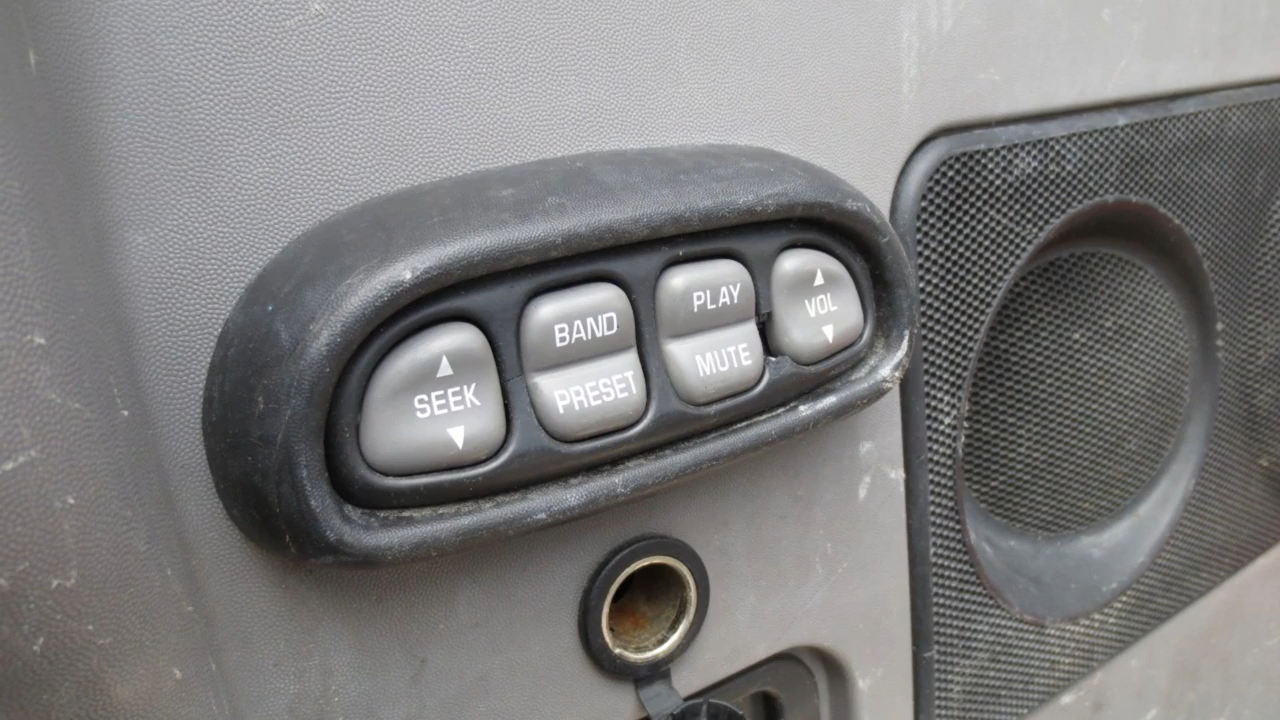 ▲
SEEK
▼
BAND
PRESET
PLAY
MUTE
▲
VOL
▼